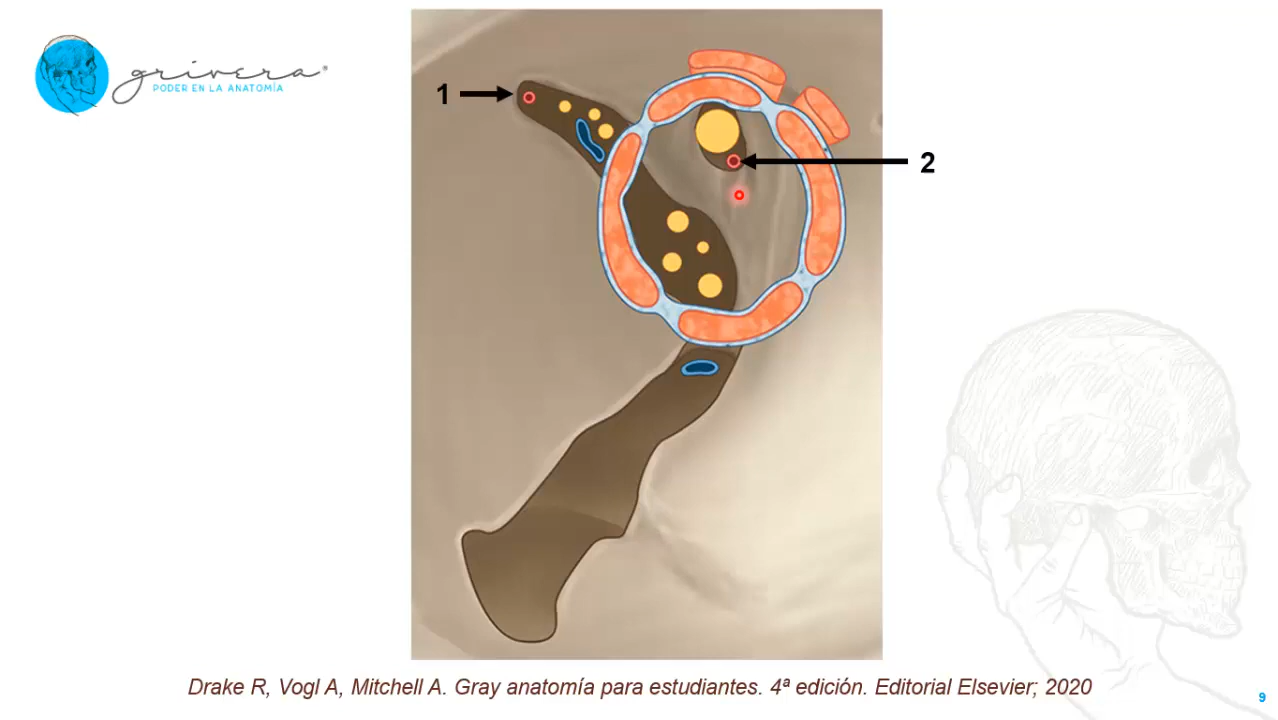 grivera®
PODER EN LA ANATOMÍA
1
2
Drake R, Vogl A, Mitchell A. Gray anatomía para estudiantes. 4ª edición. Editorial Elsevier; 2020
9